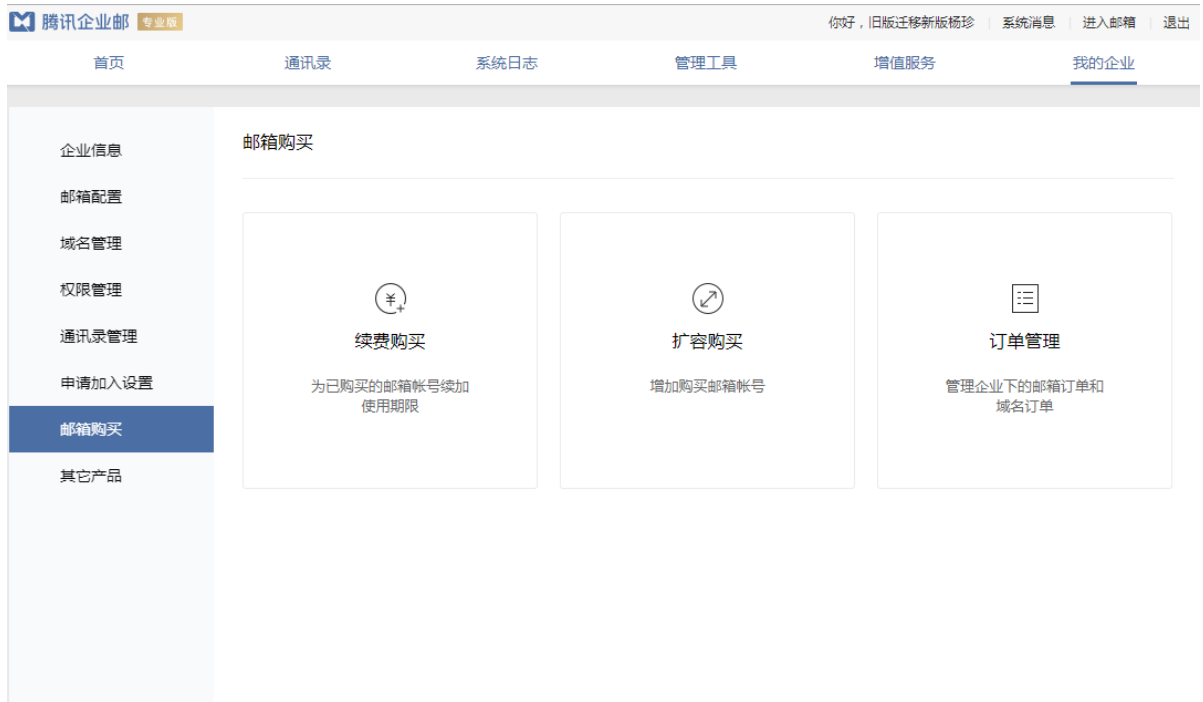 腾讯企业邮 专业版 你好，旧版迁移新版杨珍 系统消息 进入邮箱 退出
首页 通讯录 系统日志 管理工具 增值服务 我的企业
企业信息
邮箱配置
域名管理
权限管理
通讯录管理
申请加入设置
邮箱购买
其它产品
邮箱购买
续费购买
为已购买的邮箱帐号续加
使用期限
扩容购买
增加购买邮箱帐号
订单管理
管理企业下的邮箱订单和
域名订单